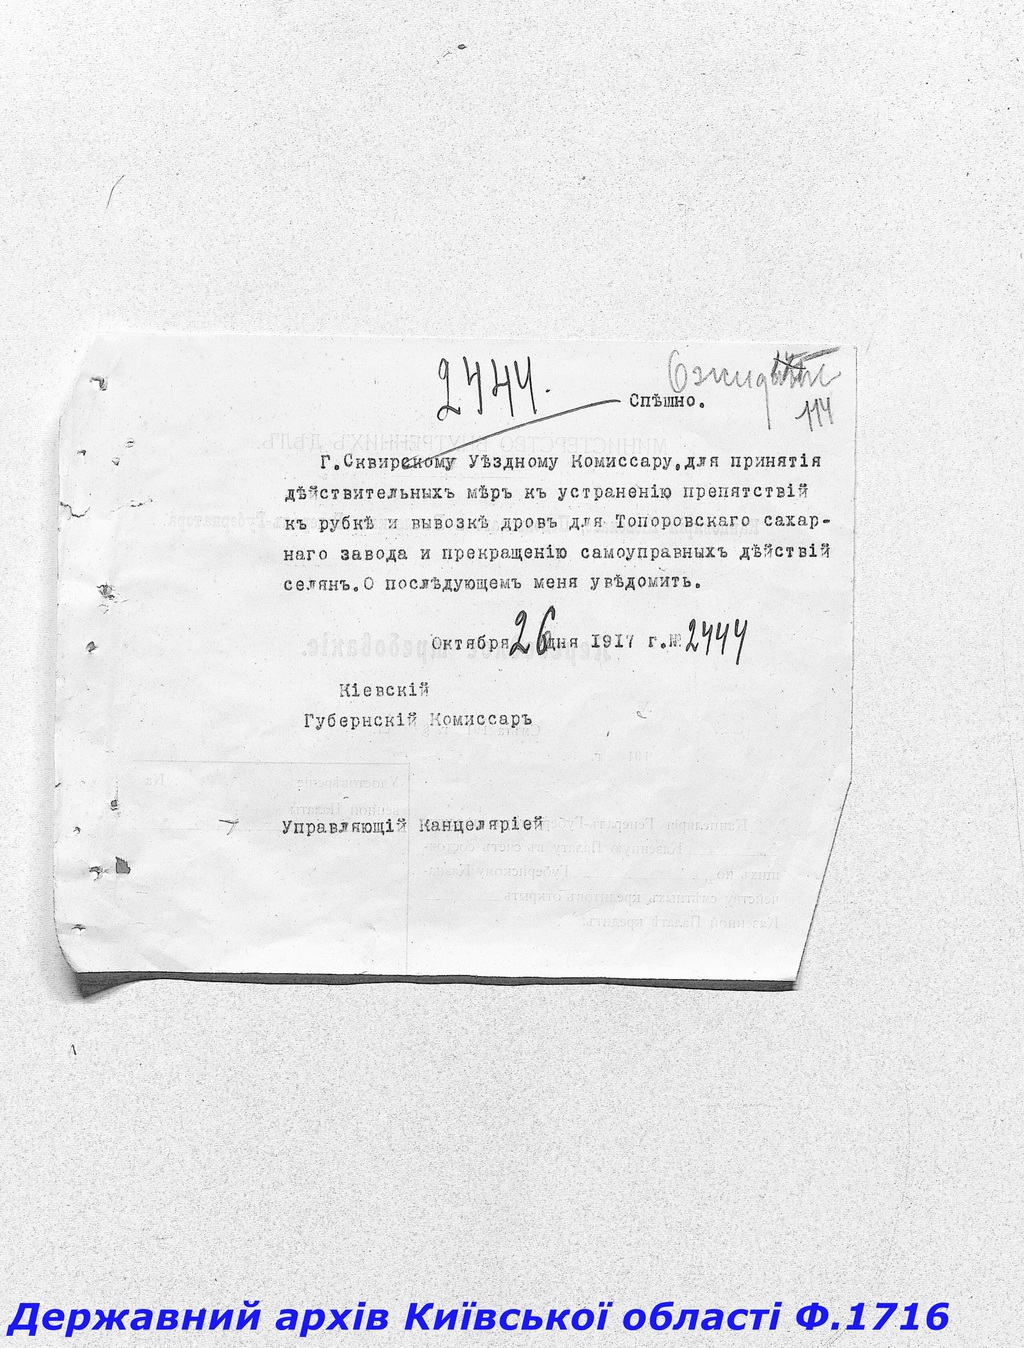 2444.
Ожидать
Спѣшно.
114
Г.Сквирскому Уѣздному Комиссару,для принятія
дѣйствительныхъ мѣръ къ устраненію препятствій
къ рубкѣ и вывозкѣ дровъ для Топоровскаго сахар-
наго завода и прекращенію самоуправныхъ дѣйствій
селянъ.О послѣдующемъ меня увѣдомить.
Октября 26 дня 1917 г.№ 2444
Кіевскій
Губернскій Комиссаръ
Управляющій Канцеляріей
Державний архів Київської області Ф.1716